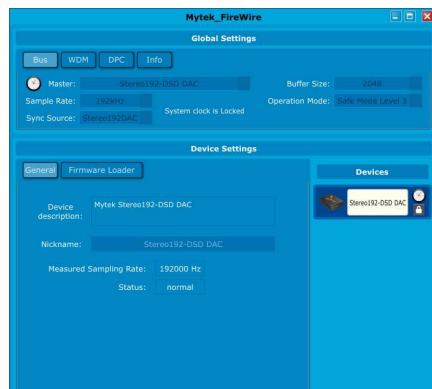 Mytek_FireWire
Global Settings
Bus WDM DPC Info
Master: Stereo192-DSD DAC Buffer Size: 2048
Sample Rate: 192kHz Operation Mode: Safe Mode Level 3
System clock is Locked
Sync Source: Stereo192DAC
Device Settings
General Firmware Loader
Devices
Device description: Mytek Stereo192-DSD DAC
Stereo192-DSD DAC
Nickname: Stereo192-DSD DAC
Measured Sampling Rate: 192000 Hz
Status: normal